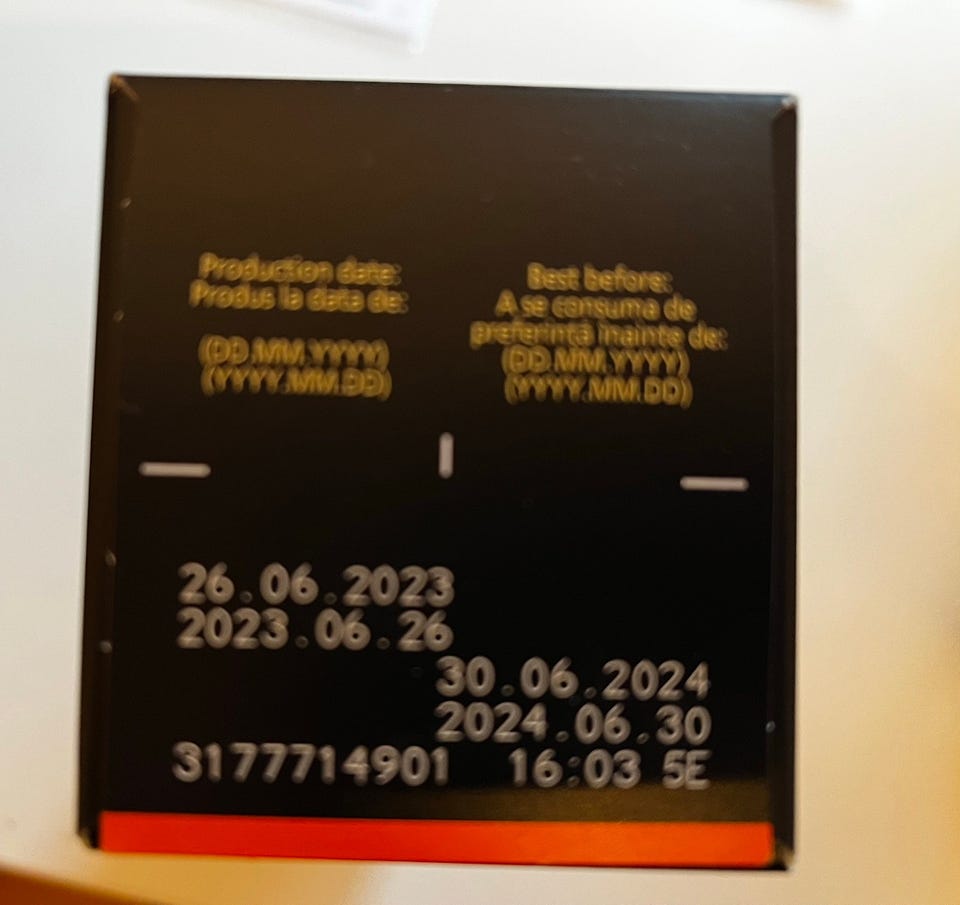 Production date:
Produs la data de:
(DD.MM.YYYY)
(YYYY.MM.DD)
Best before:
A se consuma de
preferință înainte de:
(DD.MM.YYYY)
(YYYY.MM.DD)
26.06.2023
2023.06.26
30.06.2024
2024.06.30
3177714901 16:03 5E